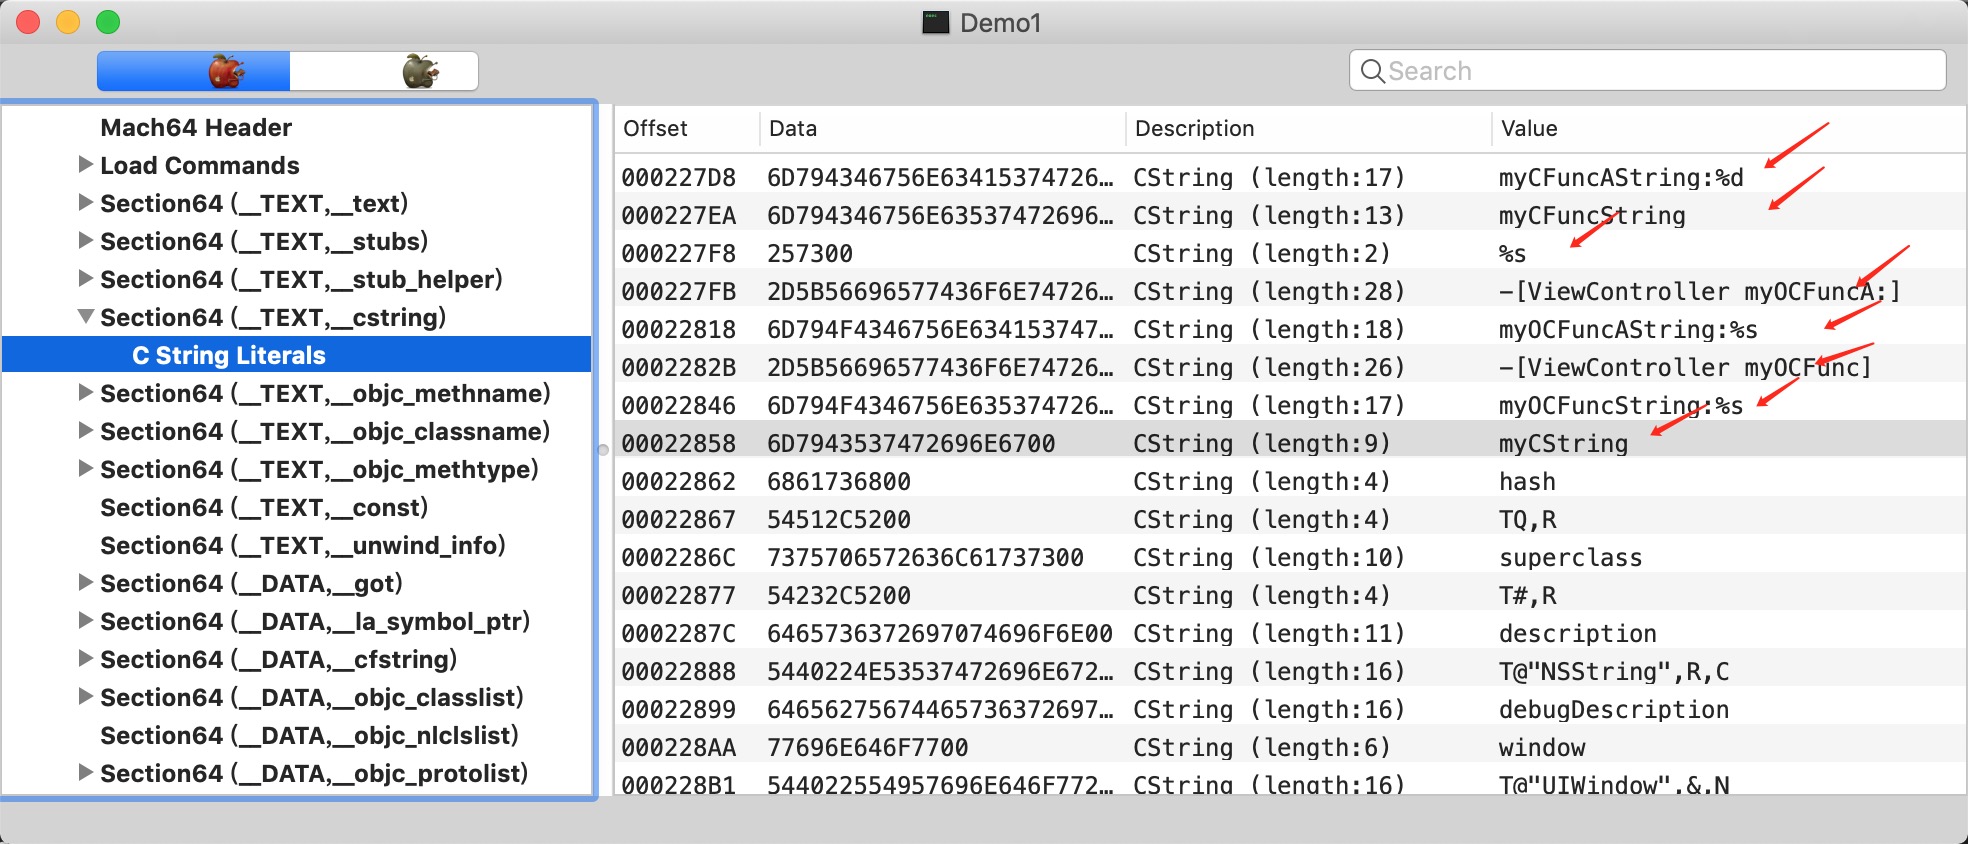 Demo1
Search
Mach64 Header
Load Commands
Section64 (__TEXT,__text)
Section64 (__TEXT,__stubs)
Section64 (__TEXT,__stub_helper)
Section64 (__TEXT,__cstring)
C String Literals
Section64 (__TEXT,__objc_methname)
Section64 (__TEXT,__objc_classname)
Section64 (__TEXT,__objc_methtype)
Section64 (__TEXT,__const)
Section64 (__TEXT,__unwind_info)
Section64 (__DATA,__got)
Section64 (__DATA,__la_symbol_ptr)
Section64 (__DATA,__cfstring)
Section64 (__DATA,__objc_classlist)
Section64 (__DATA,__objc_nlclslist)
Section64 (__DATA,__objc_protolist)
Offset Data Description Value
000227D8 6D794346756E63415374726… CString (length:17) myCFuncAString:%d
000227EA 6D794346756E63537472696… CString (length:13) myCFuncString
000227F8 257300 CString (length:2) %s
000227FB 2D5B56696577436F6E74726… CString (length:28) -[ViewController myOCFuncA:]
00022818 6D794F4346756E634153747… CString (length:18) myOCFuncAString:%s
0002282B 2D5B56696577436F6E74726… CString (length:26) -[ViewController myOCFunc]
00022846 6D794F4346756E635374726… CString (length:17) myOCFuncString:%s
00022858 6D7943537472696E6700 CString (length:9) myCString
00022862 6861736800 CString (length:4) hash
00022867 54512C5200 CString (length:4) TQ,R
0002286C 7375706572636C61737300 CString (length:10) superclass
00022877 54232C5200 CString (length:4) T#,R
0002287C 6465736372697074696F6E00 CString (length:11) description
00022888 5440224E53537472696E672… CString (length:16) T@"NSString",R,C
00022899 64656275674465736372697… CString (length:16) debugDescription
000228AA 77696E646F7700 CString (length:6) window
000228B1 544022554957696E646F772… CString (length:16) T@"UIWindow",&,N